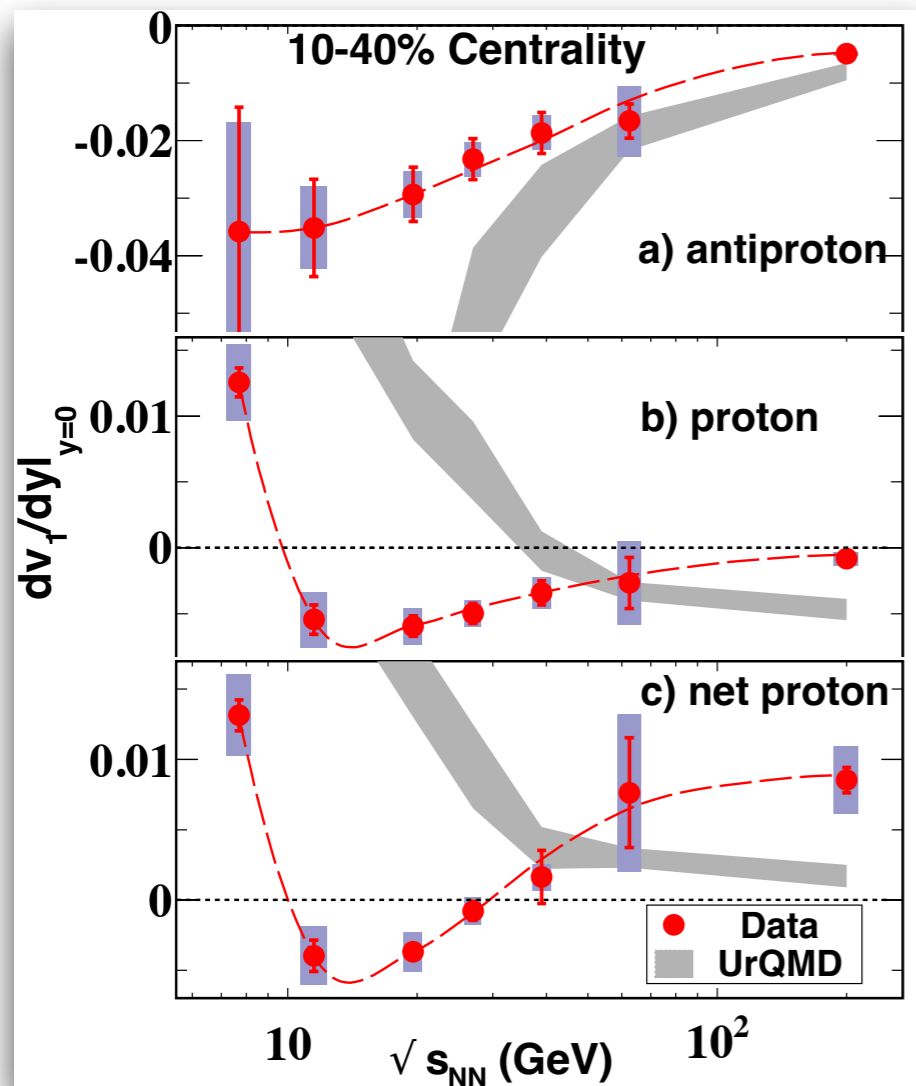 0
10-40% Centrality
-0.02
-0.04
a) antiproton
0.01
b) proton
0
dv₁/dy|y=0
c) net proton
0.01
0
Data
UrQMD
10
10²
√ sNN (GeV)